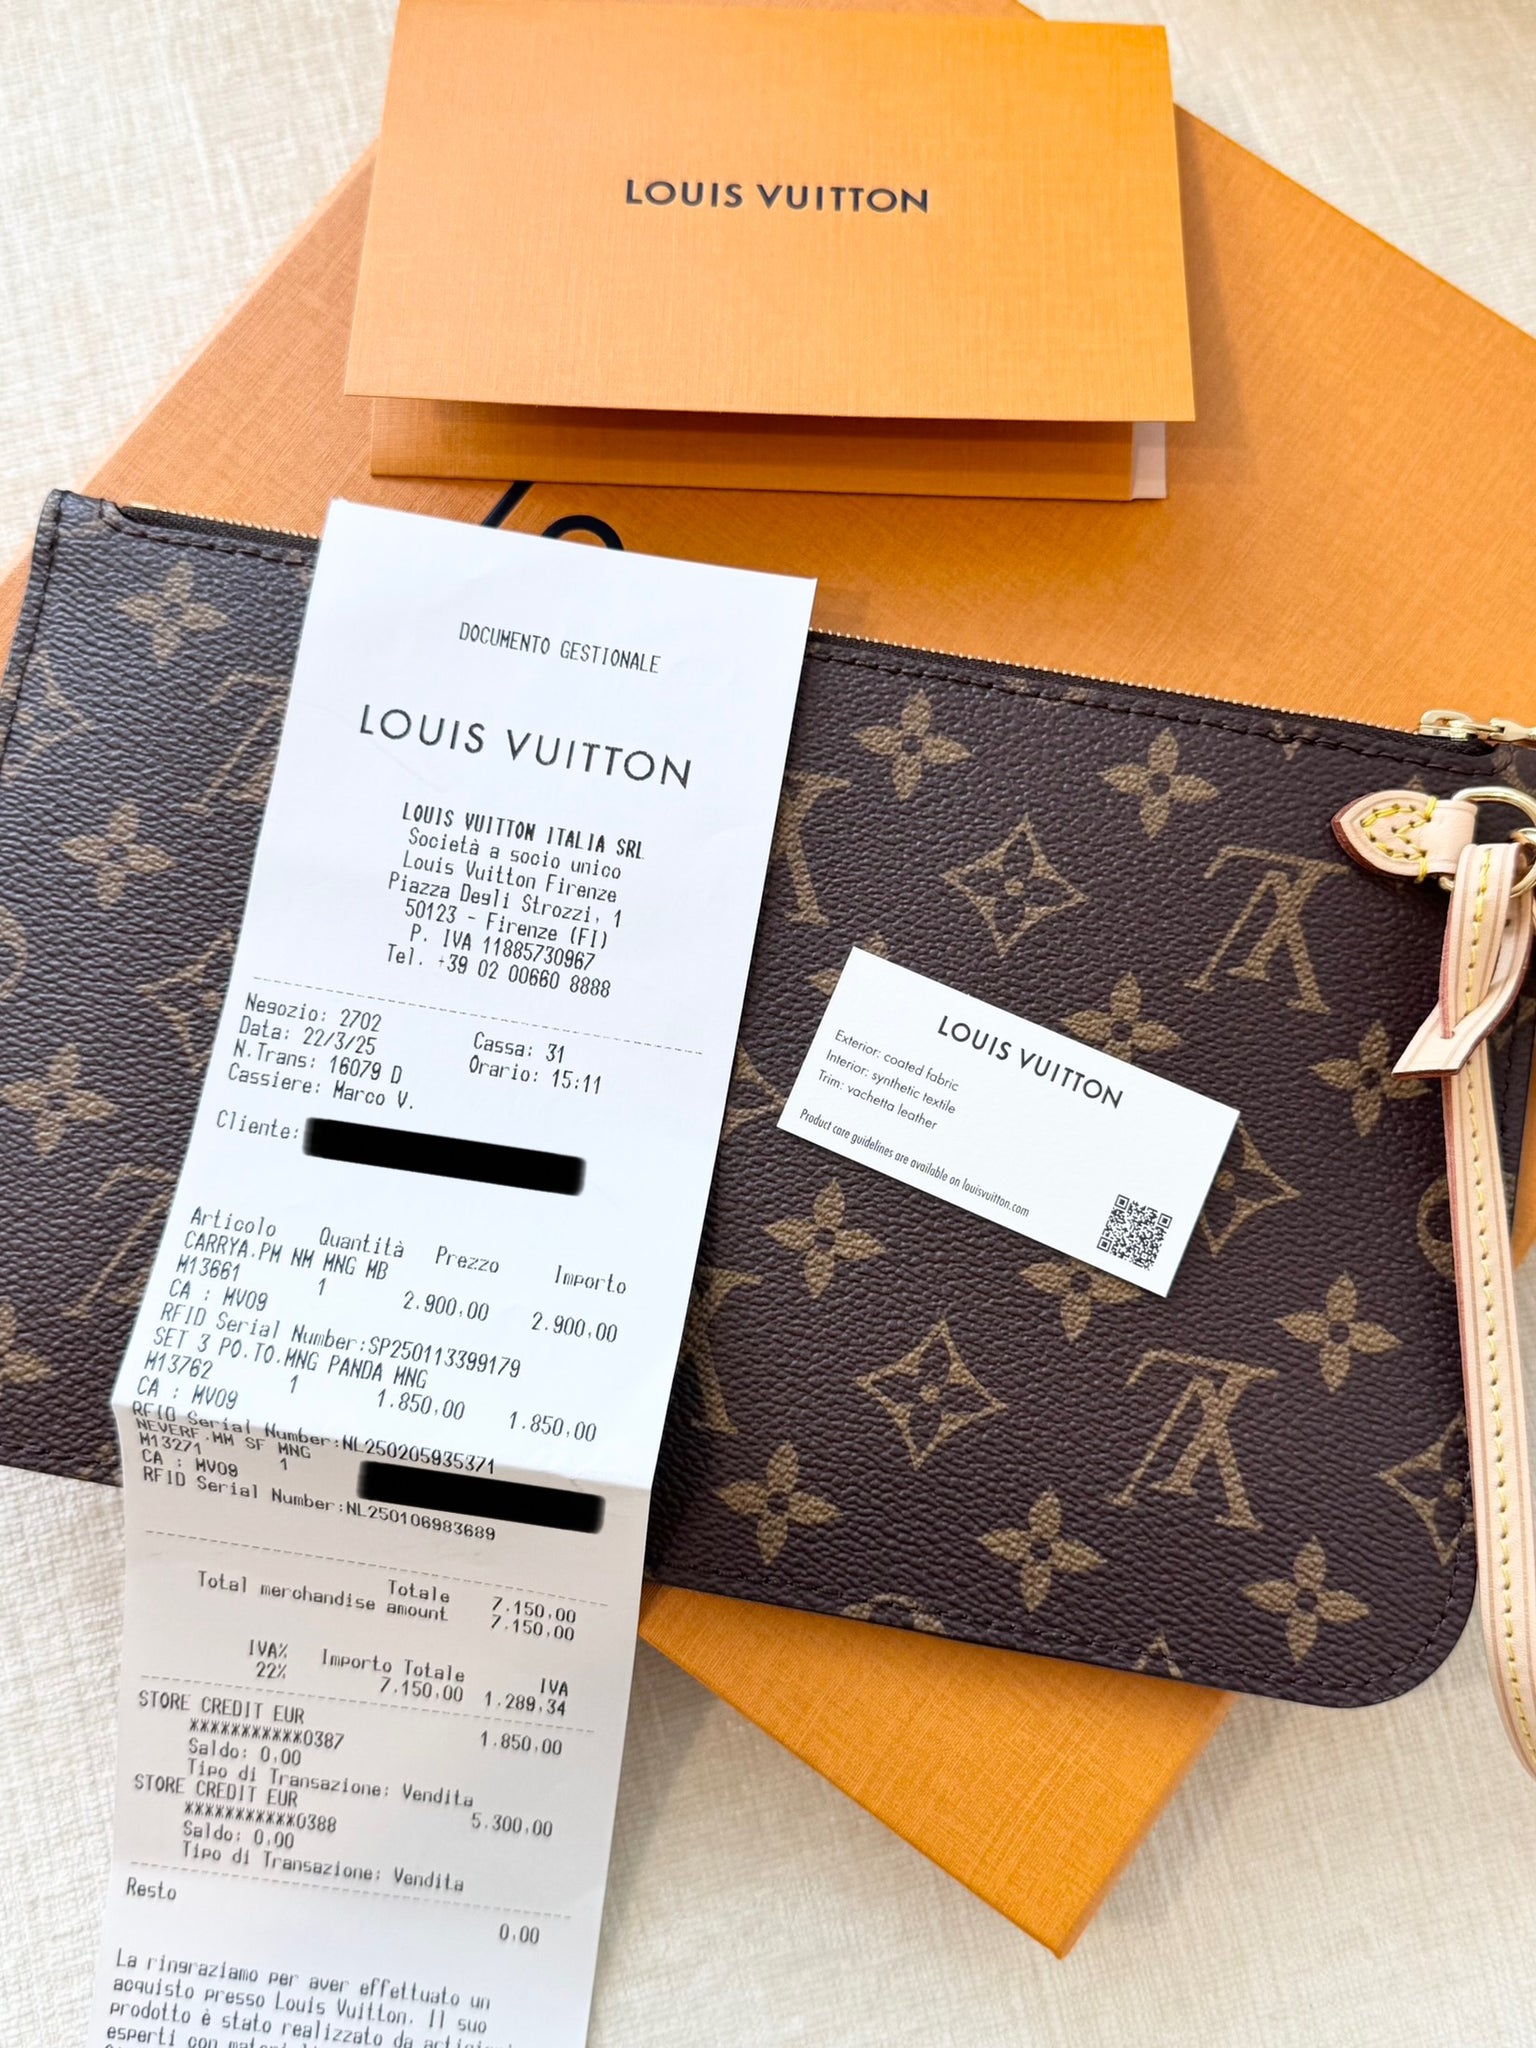 LOUIS VUITTON
DOCUMENTO GESTIONALE
LOUIS VUITTON
LOUIS VUITTON ITALIA SRL
Società a socio unico
Louis Vuitton Firenze
Piazza Degli Strozzi, 1
50123 - Firenze (FI)
P. IVA 11885730967
Tel. +39 02 00660 8888
Negozio: 2702
Data: 22/3/25 Cassa: 31
N.Trans: 16079 D Orario: 15:11
Cassiere: Marco V.
Cliente:
Articolo Quantità Prezzo Importo
CARRYA.PM NM MNG MB
M13661 1 2.900,00 2.900,00
CA : MV09
RFID Serial Number:SP250113399179
SET 3 PO.TO.MNG PANDA MNG
M13762 1 1.850,00 1.850,00
CA : MV09
RFID Serial Number:NL250205935371
NEVERF.MM SF MNG
M13271 1
CA : MV09
RFID Serial Number:NL250106983689
Totale 7.150,00
Total merchandise amount 7.150,00
IVA% Importo Totale IVA
22% 7.150,00 1.289,34
STORE CREDIT EUR 1.850,00
***********0387
Saldo: 0,00
Tipo di Transazione: Vendita
STORE CREDIT EUR 5.300,00
***********0388
Saldo: 0,00
Tipo di Transazione: Vendita
Resto 0,00
La ringraziamo per aver effettuato un
acquisto presso Louis Vuitton. Il suo
prodotto è stato realizzato da
esperti con
LOUIS VUITTON
Exterior: coated fabric
Interior: synthetic textile
Trim: vachetta leather
Product care guidelines are available on louisvuitton.com